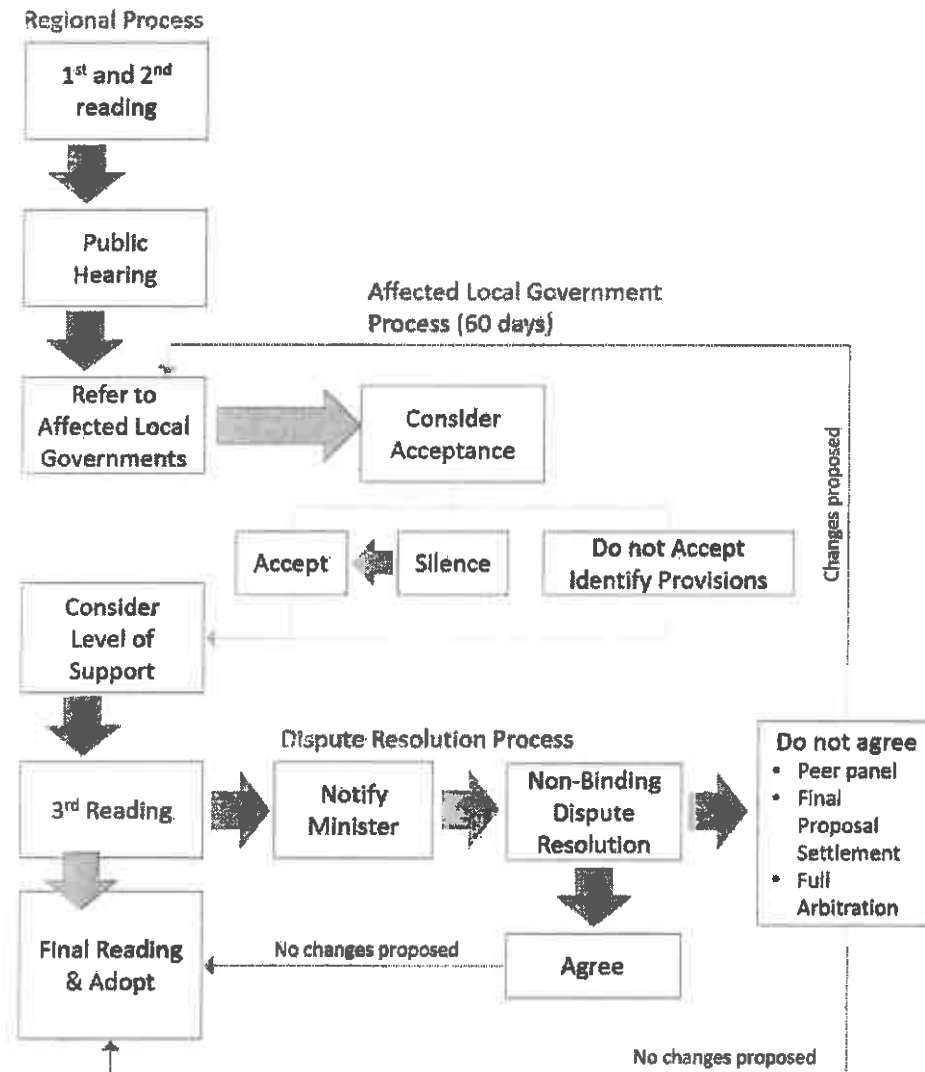 Regional Process
1st and 2nd
reading
Public
Hearing
Affected Local Government
Process (60 days)
Refer to
Affected Local
Governments
Consider
Acceptance
Changes proposed
Accept
Silence
Do not Accept
Identify Provisions
Consider
Level of
Support
Dispute Resolution Process
3rd Reading.
Notify
Minister
Non-Binding
Dispute
Resolution
Do not agree
• Peer panel
• Final
Proposal
Settlement
• Full
Arbitration
Final Reading
& Adopt
No changes proposed
Agree
No changes proposed